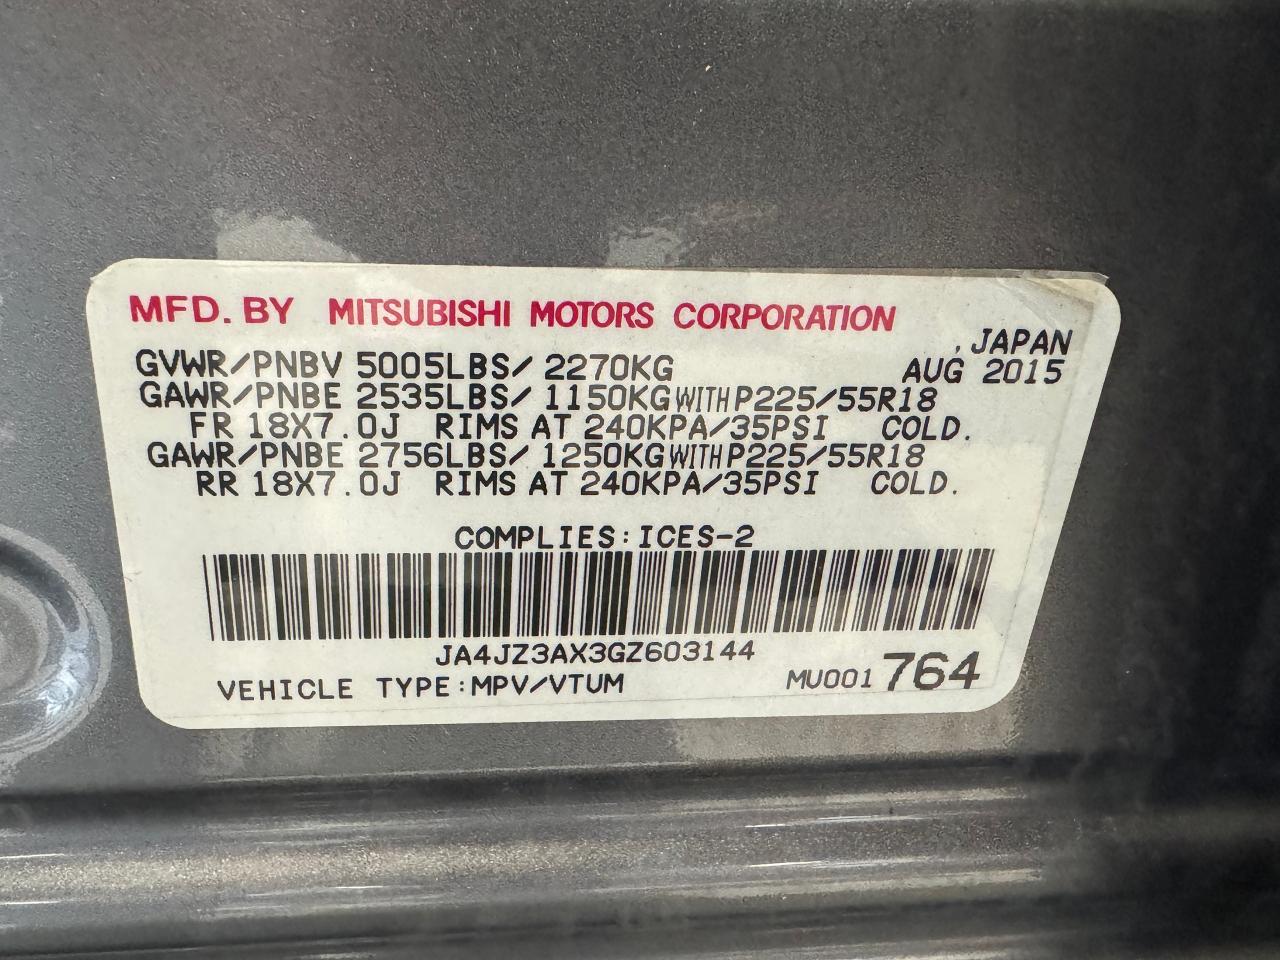 MFD. BY MITSUBISHI MOTORS CORPORATION
, JAPAN
GVWR/PNBV 5005LBS/ 2270KG AUG 2015
GAWR/PNBE 2535LBS/ 1150KG WITH P225/55R18
FR 18X7.0J RIMS AT 240KPA/35PSI COLD.
GAWR/PNBE 2756LBS/ 1250KG WITH P225/55R18
RR 18X7.0J RIMS AT 240KPA/35PSI COLD.
COMPLIES:ICES-2
JA4JZ3AX3GZ603144
VEHICLE TYPE:MPV/VTUM MU001 764